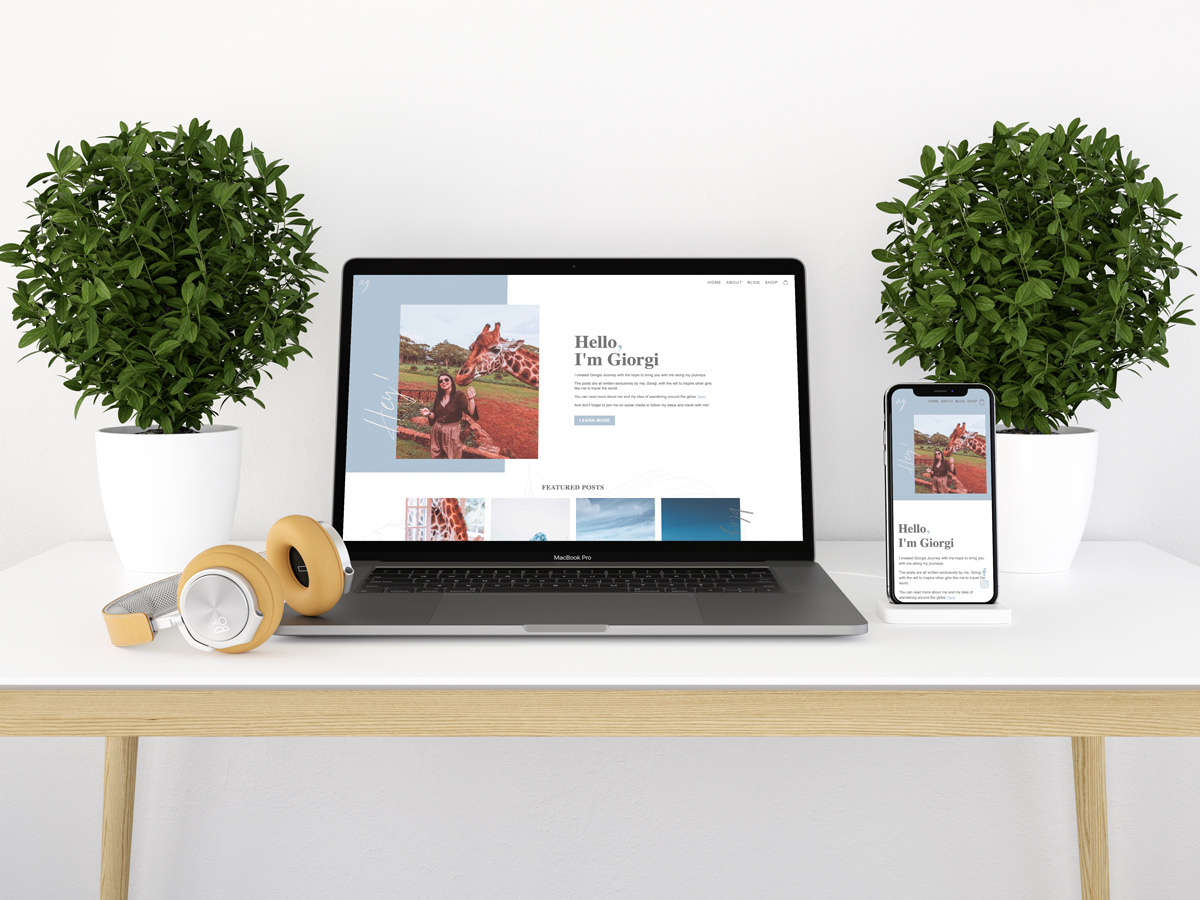 HOME ABOUT BLOG SHOP
Hey!
Hello,
I'm Giorgi
I created Giorgis Journey with the hope to bring you with me along my journeys.
The posts are all written exclusively by me, Giorgi, with the will to inspire other girls
like me to travel the world.
You can read more about me and my idea of wandering around the globe here.
And don't forget to join me on social media to follow my steps and travel with me!
LEARN MORE
FEATURED POSTS
MacBook Pro
HOME ABOUT BLOG SHOP
Hey!
Hello,
I'm Giorgi
I created Giorgis Journey with the hope to bring you
with me along my journeys.
The posts are all written exclusively by me, Giorgi,
with the will to inspire other girls like me to travel the
world.
You can read more about me and my idea of
wandering around the globe here.